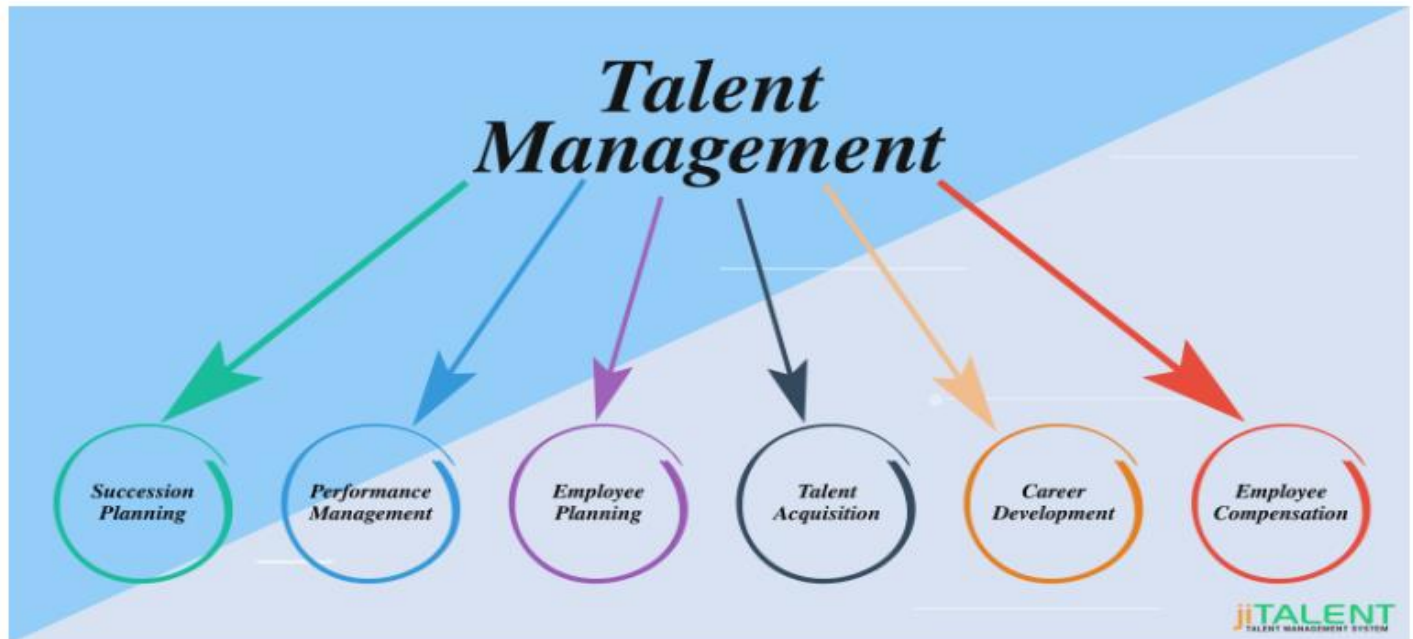 Talent
Management
Succession
Planning
Performance
Management
Employee
Planning
Talent
Acquisition
Career
Development
Employee
Compensation
jiTALENT
TALENT MANAGEMENT SYSTEM